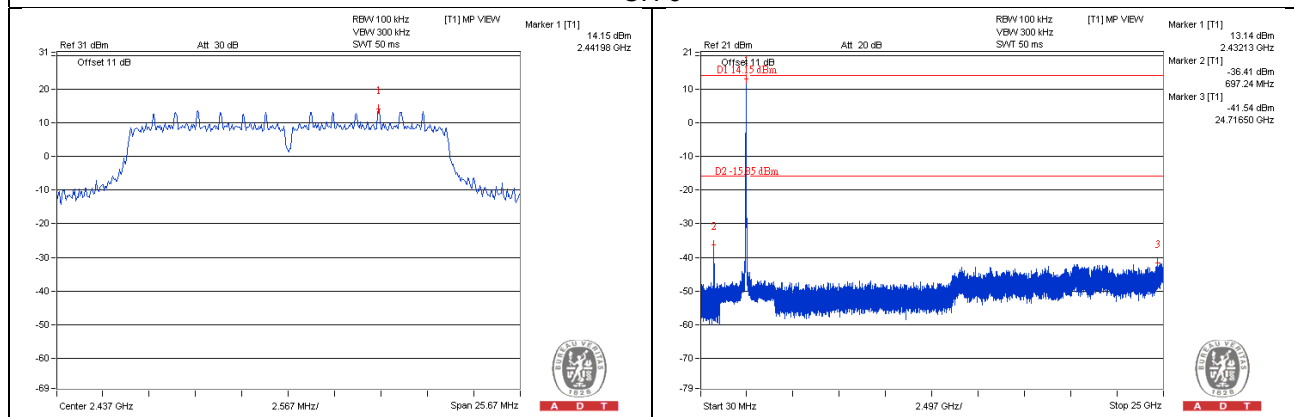 RBW 100 kHz
[T1] MP VIEW
VBW 300 kHz
Ref 31 dBm
Att 30 dB
SWT 50 ms
Marker 1 [T1]
14.15 dBm
2.44198 GHz
Offset 11 dB
31
20
10
0
-10
-20
-30
-40
-50
-60
-69
1
Center 2.437 GHz
2.567 MHz/
Span 25.67 MHz
BUREAU VERITAS
1828
A D T
RBW 100 kHz
[T1] MP VIEW
VBW 300 kHz
Ref 21 dBm
Att 20 dB
SWT 50 ms
Marker 1 [T1]
13.14 dBm
2.43213 GHz
Marker 2 [T1]
-36.41 dBm
697.24 MHz
Marker 3 [T1]
-41.54 dBm
24.71650 GHz
Offset 11 dB
D1 14.15 dBm
D2 -15.85 dBm
21
10
0
-10
-20
-30
-40
-50
-60
-70
-79
2
3
Start 30 MHz
2.497 GHz/
Stop 25 GHz
BUREAU VERITAS
1828
A D T